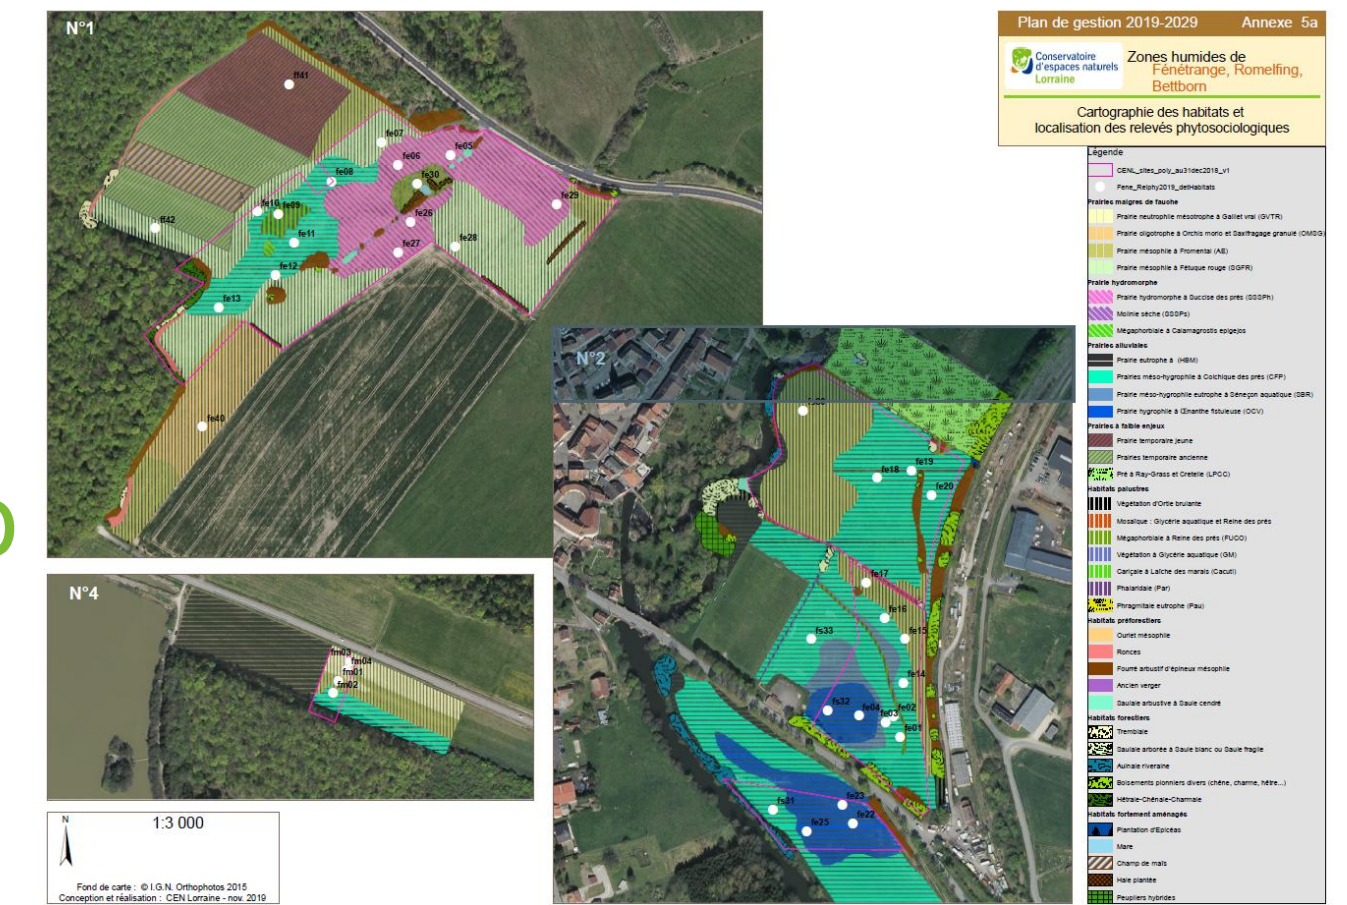 N°1
ff41
fe07
fe06
fe05
fe08
fe30
fe10
fe09
fe29
ff42
fe26
fe11
fe28
fe27
fe12
fe13
fe40
N°2
fe19
fe18
fe20
fe17
fe16
fs33
fe15
fe14
fs32
fe04
fe02
fe03
fe01
fe23
fs31
fe22
fe25
N°4
fm03
fm04
fm01
fm02
N
1:3 000
Fond de carte : © I.G.N. Orthophotos 2015
Conception et réalisation : CEN Lorraine - nov. 2019
Plan de gestion 2019-2029 Annexe 5a
Conservatoire
d'espaces naturels
Lorraine
Zones humides de
Fénétrange, Romelfing,
Bettborn
Cartographie des habitats et
localisation des relevés phytosociologiques
Légende
CENL_sites_poly_au31dec2018_v1
Fene_Relphy2019_detHabitats
Prairies maigres de fauche
Prairie neutrophile mésotrophe à Gaillet vrai (GVTR)
Prairie oligotrophe à Orchis morio et Saxifragage granulé (OMSG)
Prairie mésophile à Fromental (AE)
Prairie mésophile à Fétuque rouge (SGFR)
Prairie hydromorphe
Prairie hydromorphe à Succise des prés (SSSPh)
Molinie sèche (SSSPs)
Mégaphorbiaie à Calamagrostis epigejos
Prairies alluviales
Prairie eutrophe à (HBM)
Prairies méso-hygrophile à Colchique des prés (CFP)
Prairie méso-hygrophile eutrophe à Séneçon aquatique (SBR)
Prairie hygrophile à Œnanthe fistuleuse (OCV)
Prairies à faible enjeux
Prairie temporaire jeune
Prairies temporaire ancienne
Pré à Ray-Grass et Cretelle (LPCC)
Habitats palustres
Végétation d'Ortie brulante
Mosaïque : Glycérie aquatique et Reine des prés
Mégaphorbiaie à Reine des prés (FUCO)
Végétation à Glycérie aquatique (GM)
Cariçaie à Laîche des marais (Cacuti)
Phalaridaie (Par)
Phragmitaie eutrophe (Pau)
Habitats préforestiers
Ourlet mésophile
Ronces
Fourré arbustif d'épineux mésophile
Ancien verger
Saulaie arbustive à Saule cendré
Habitats forestiers
Tremblaie
Saulaie arborée à Saule blanc ou Saule fragile
Aulnaie riveraine
Boisements pionniers divers (chêne, charme, hêtre...)
Hêtraie-Chênaie-Charmaie
Habitats fortement aménagés
Plantation d'Epicéas
Mare
Champ de maïs
Haie plantée
Peupliers hybrides